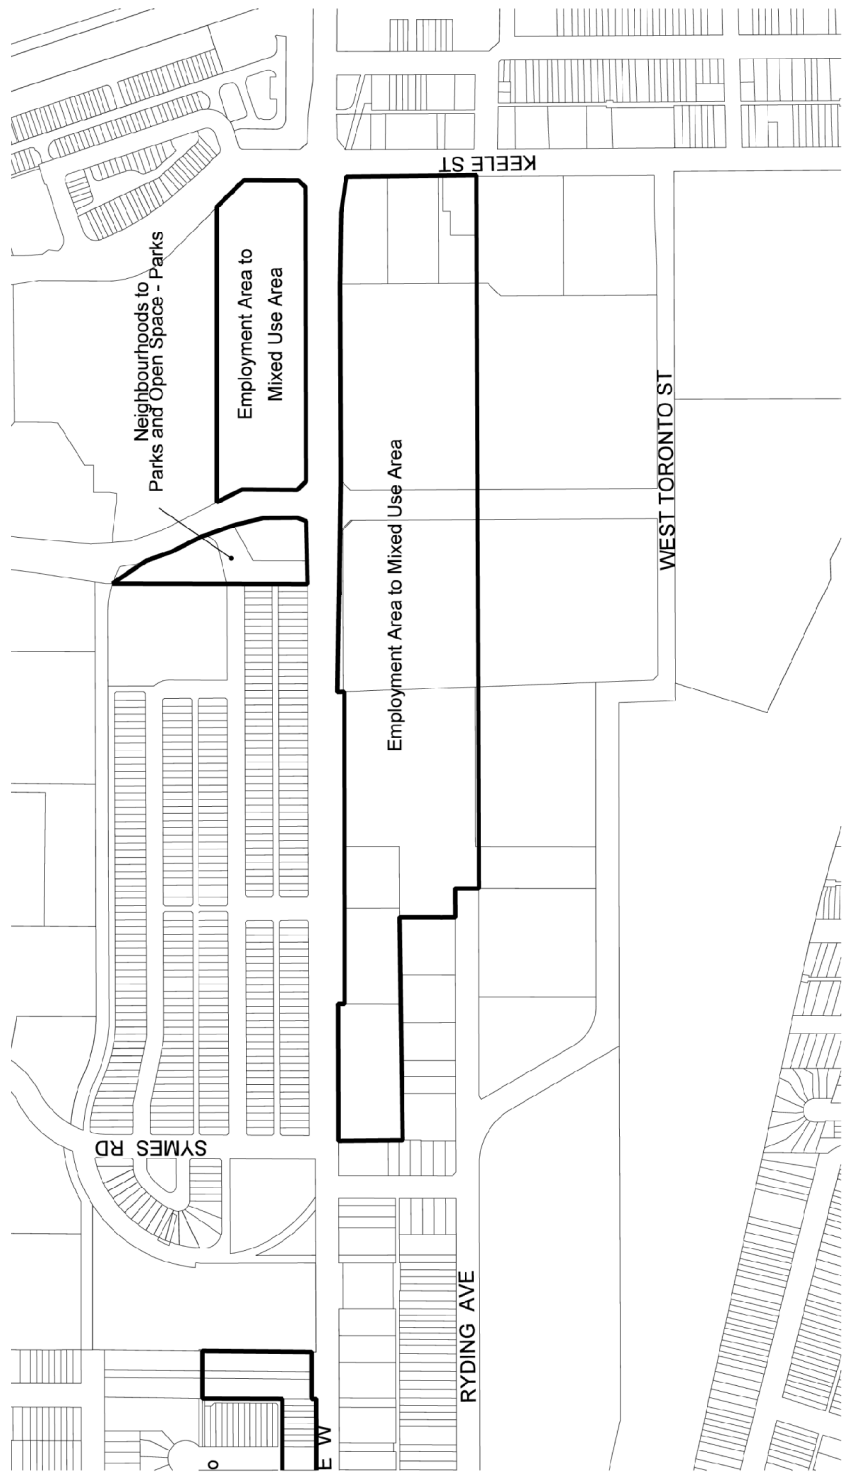 KEELE ST
Neighbourhoods to
Parks and Open Space - Parks
Employment Area to
Mixed Use Area
Employment Area to Mixed Use Area
WEST TORONTO ST
SYMES RD
RYDING AVE
E W
o